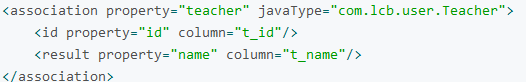 <association property="teacher" javaType="com.lcb.user.Teacher">
<id property="id" column="t_id"/>
<result property="name" column="t_name"/>
</association>